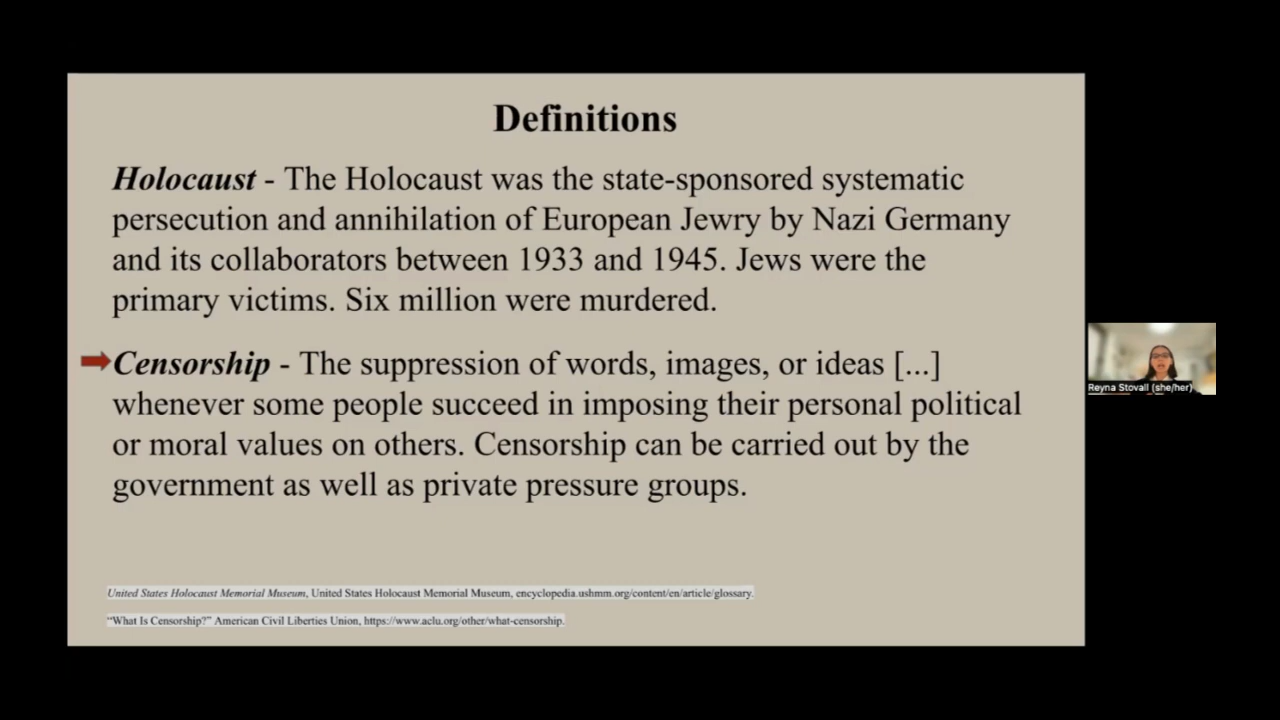 Definitions
Holocaust - The Holocaust was the state-sponsored systematic
persecution and annihilation of European Jewry by Nazi Germany
and its collaborators between 1933 and 1945. Jews were the
primary victims. Six million were murdered.
Censorship - The suppression of words, images, or ideas [...]
whenever some people succeed in imposing their personal political
or moral values on others. Censorship can be carried out by the
government as well as private pressure groups.
United States Holocaust Memorial Museum, United States Holocaust Memorial Museum, encyclopedia.ushmm.org/content/en/article/glossary.
“What Is Censorship?” American Civil Liberties Union, https://www.aclu.org/other/what-censorship.
Reyna Stovall (she/her)